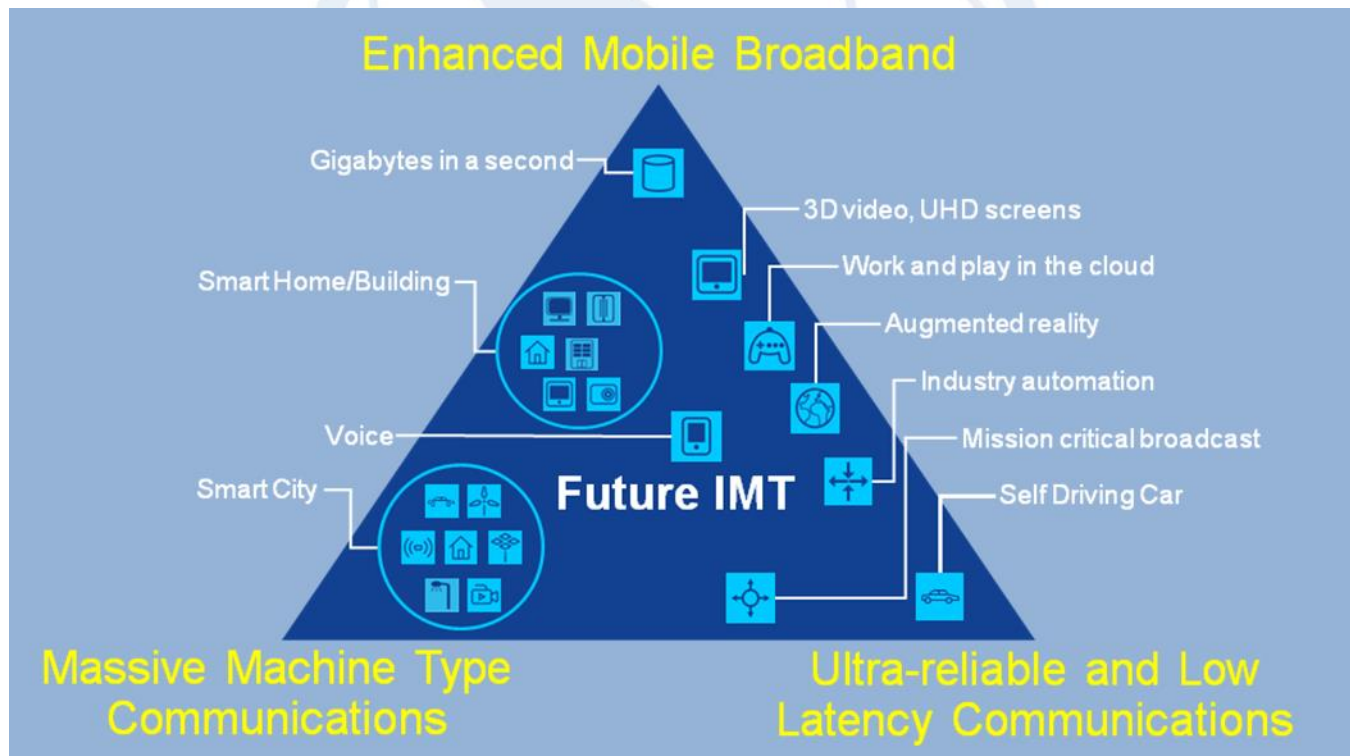 Enhanced Mobile Broadband
Gigabytes in a second
3D video, UHD screens
Smart Home/Building
Work and play in the cloud
Augmented reality
Industry automation
Voice
Mission critical broadcast
Smart City
Future IMT
Self Driving Car
Massive Machine Type
Communications
Ultra-reliable and Low
Latency Communications